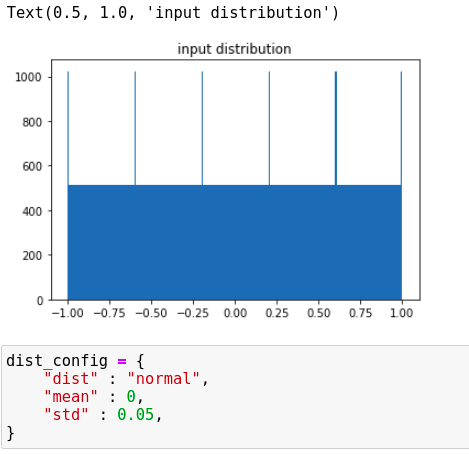 Text(0.5, 1.0, 'input distribution')
input distribution
1000
800
600
400
200
0
−1.00 −0.75 −0.50 −0.25 0.00 0.25 0.50 0.75 1.00
dist_config = {
    "dist" : "normal",
    "mean" : 0,
    "std" : 0.05,
}